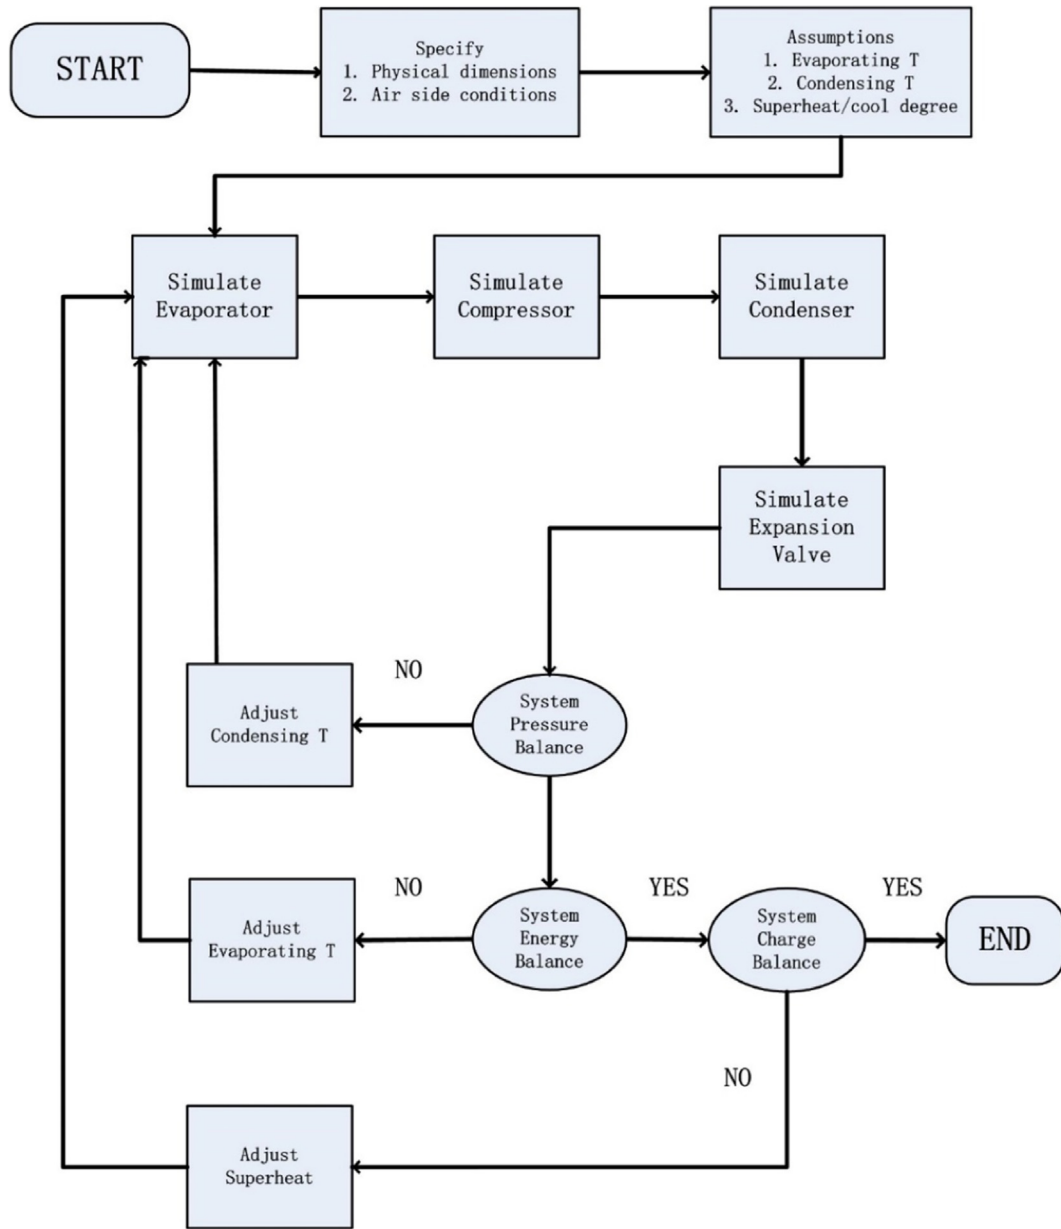 START
Specify
1. Physical dimensions
2. Air side conditions
Assumptions
1. Evaporating T
2. Condensing T
3. Superheat/cool degree
Simulate
Evaporator
Simulate
Compressor
Simulate
Condenser
Simulate
Expansion
Valve
NO
System
Pressure
Balance
Adjust
Condensing T
NO
YES
YES
Adjust
Evaporating T
System
Energy
Balance
System
Charge
Balance
END
NO
Adjust
Superheat